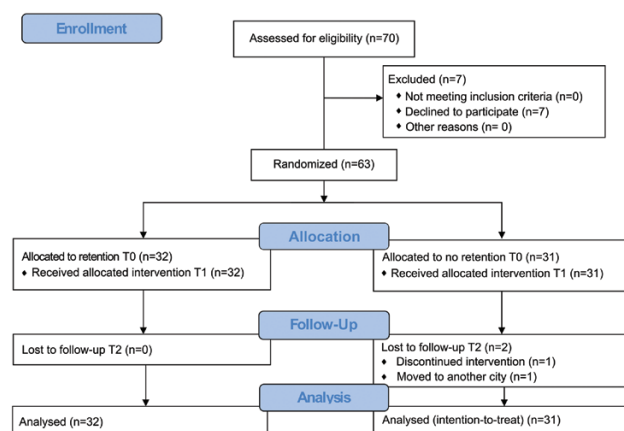 Enrollment
Assessed for eligibility (n=70)
Excluded (n=7)
♦ Not meeting inclusion criteria (n=0)
♦ Declined to participate (n=7)
♦ Other reasons (n= 0)
Randomized (n=63)
Allocation
Allocated to retention T0 (n=32)
♦ Received allocated intervention T1 (n=32)
Allocated to no retention T0 (n=31)
♦ Received allocated intervention T1 (n=31)
Follow-Up
Lost to follow-up T2 (n=0)
Lost to follow-up T2 (n=2)
♦ Discontinued intervention (n=1)
♦ Moved to another city (n=1)
Analysis
Analysed (n=32)
Analysed (intention-to-treat) (n=31)